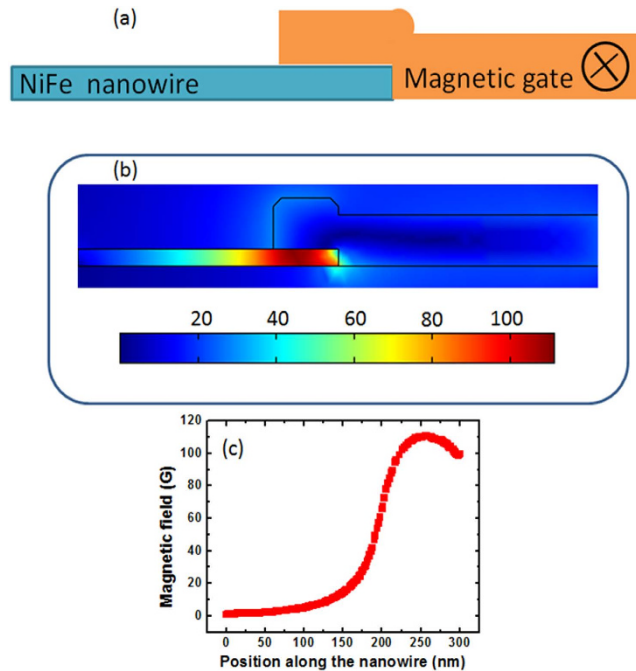 (a)
NiFe nanowire
Magnetic gate
(b)
20 40 60 80 100
(c)
120
100
80
60
40
20
0
Magnetic field (G)
0 50 100 150 200 250 300
Position along the nanowire (nm)